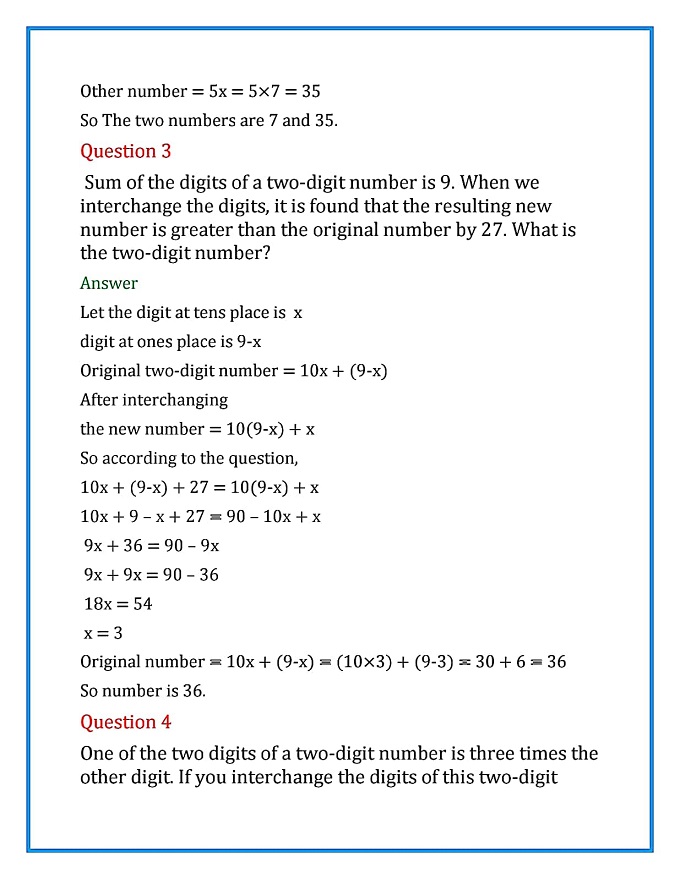 Other number = 5x = 5×7 = 35
So The two numbers are 7 and 35.
Question 3
Sum of the digits of a two-digit number is 9. When we
interchange the digits, it is found that the resulting new
number is greater than the original number by 27. What is
the two-digit number?
Answer
Let the digit at tens place is x
digit at ones place is 9-x
Original two-digit number = 10x + (9-x)
After interchanging
the new number = 10(9-x) + x
So according to the question,
10x + (9-x) + 27 = 10(9-x) + x
10x + 9 – x + 27 = 90 – 10x + x
9x + 36 = 90 – 9x
9x + 9x = 90 – 36
18x = 54
x = 3
Original number = 10x + (9-x) = (10×3) + (9-3) = 30 + 6 = 36
So number is 36.
Question 4
One of the two digits of a two-digit number is three times the
other digit. If you interchange the digits of this two-digit